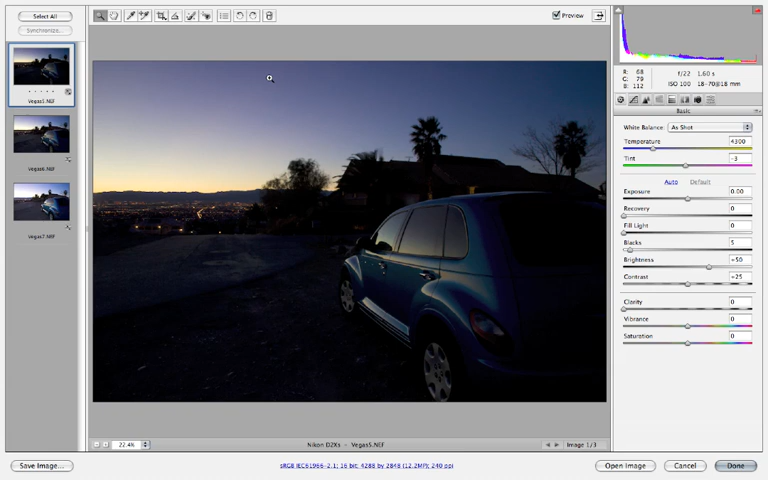 Select All
Synchronize...
Preview
Vegas5.NEF
Vegas6.NEF
Vegas7.NEF
R: 68
G: 79
B: 112
f/22 1.60 s
ISO 100 18-70@18 mm
Basic
White Balance: As Shot
Temperature 4300
Tint -3
Auto Default
Exposure 0.00
Recovery 0
Fill Light 0
Blacks 5
Brightness +50
Contrast +25
Clarity 0
Vibrance 0
Saturation 0
22.4%
Nikon D2Xs - Vegas5.NEF
Image 1/3
Save Image...
sRGB IEC61966-2.1; 16 bit; 4288 by 2848 (12.2MP); 240 ppi
Open Image
Cancel
Done